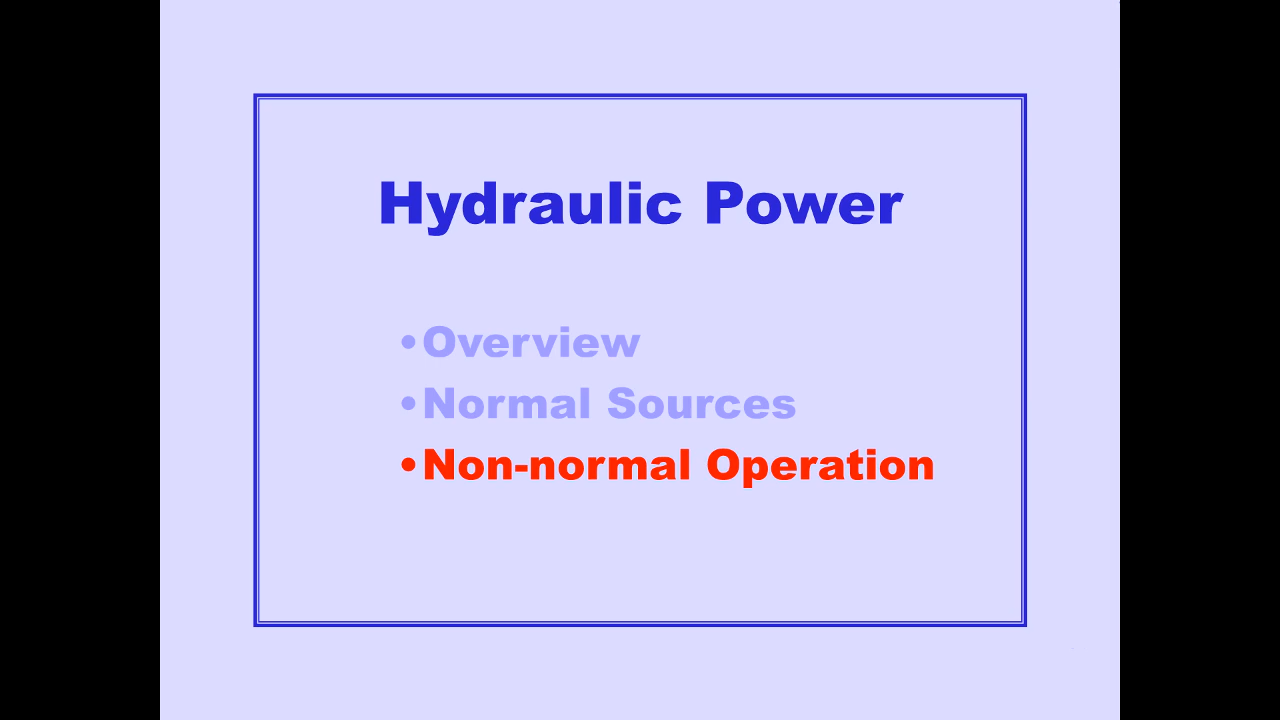 Hydraulic Power
•Overview
•Normal Sources
•Non-normal Operation